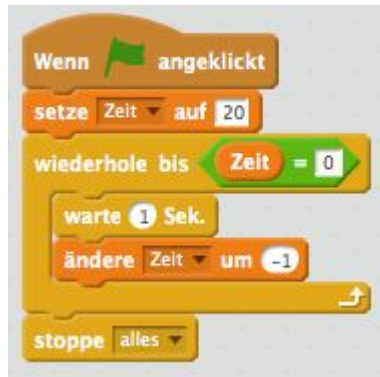 Wenn angeklickt
setze Zeit auf 20
wiederhole bis Zeit = 0
warte 1 Sek.
ändere Zeit um -1
stoppe alles